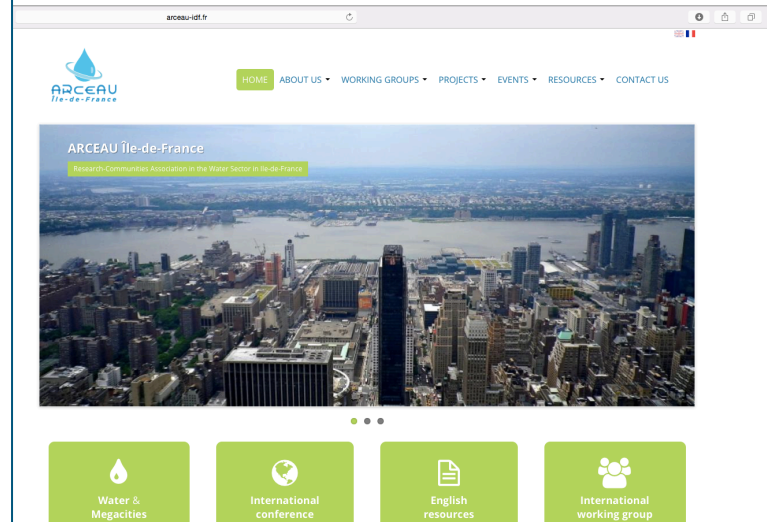 arceau-idf.fr
ARCEAU
Île-de-France
HOME ABOUT US WORKING GROUPS PROJECTS EVENTS RESOURCES CONTACT US
ARCEAU Île-de-France
Research-Communities Association in the Water Sector in Ile-de-France
Water &
Megacities
International
conference
English
resources
International
working group